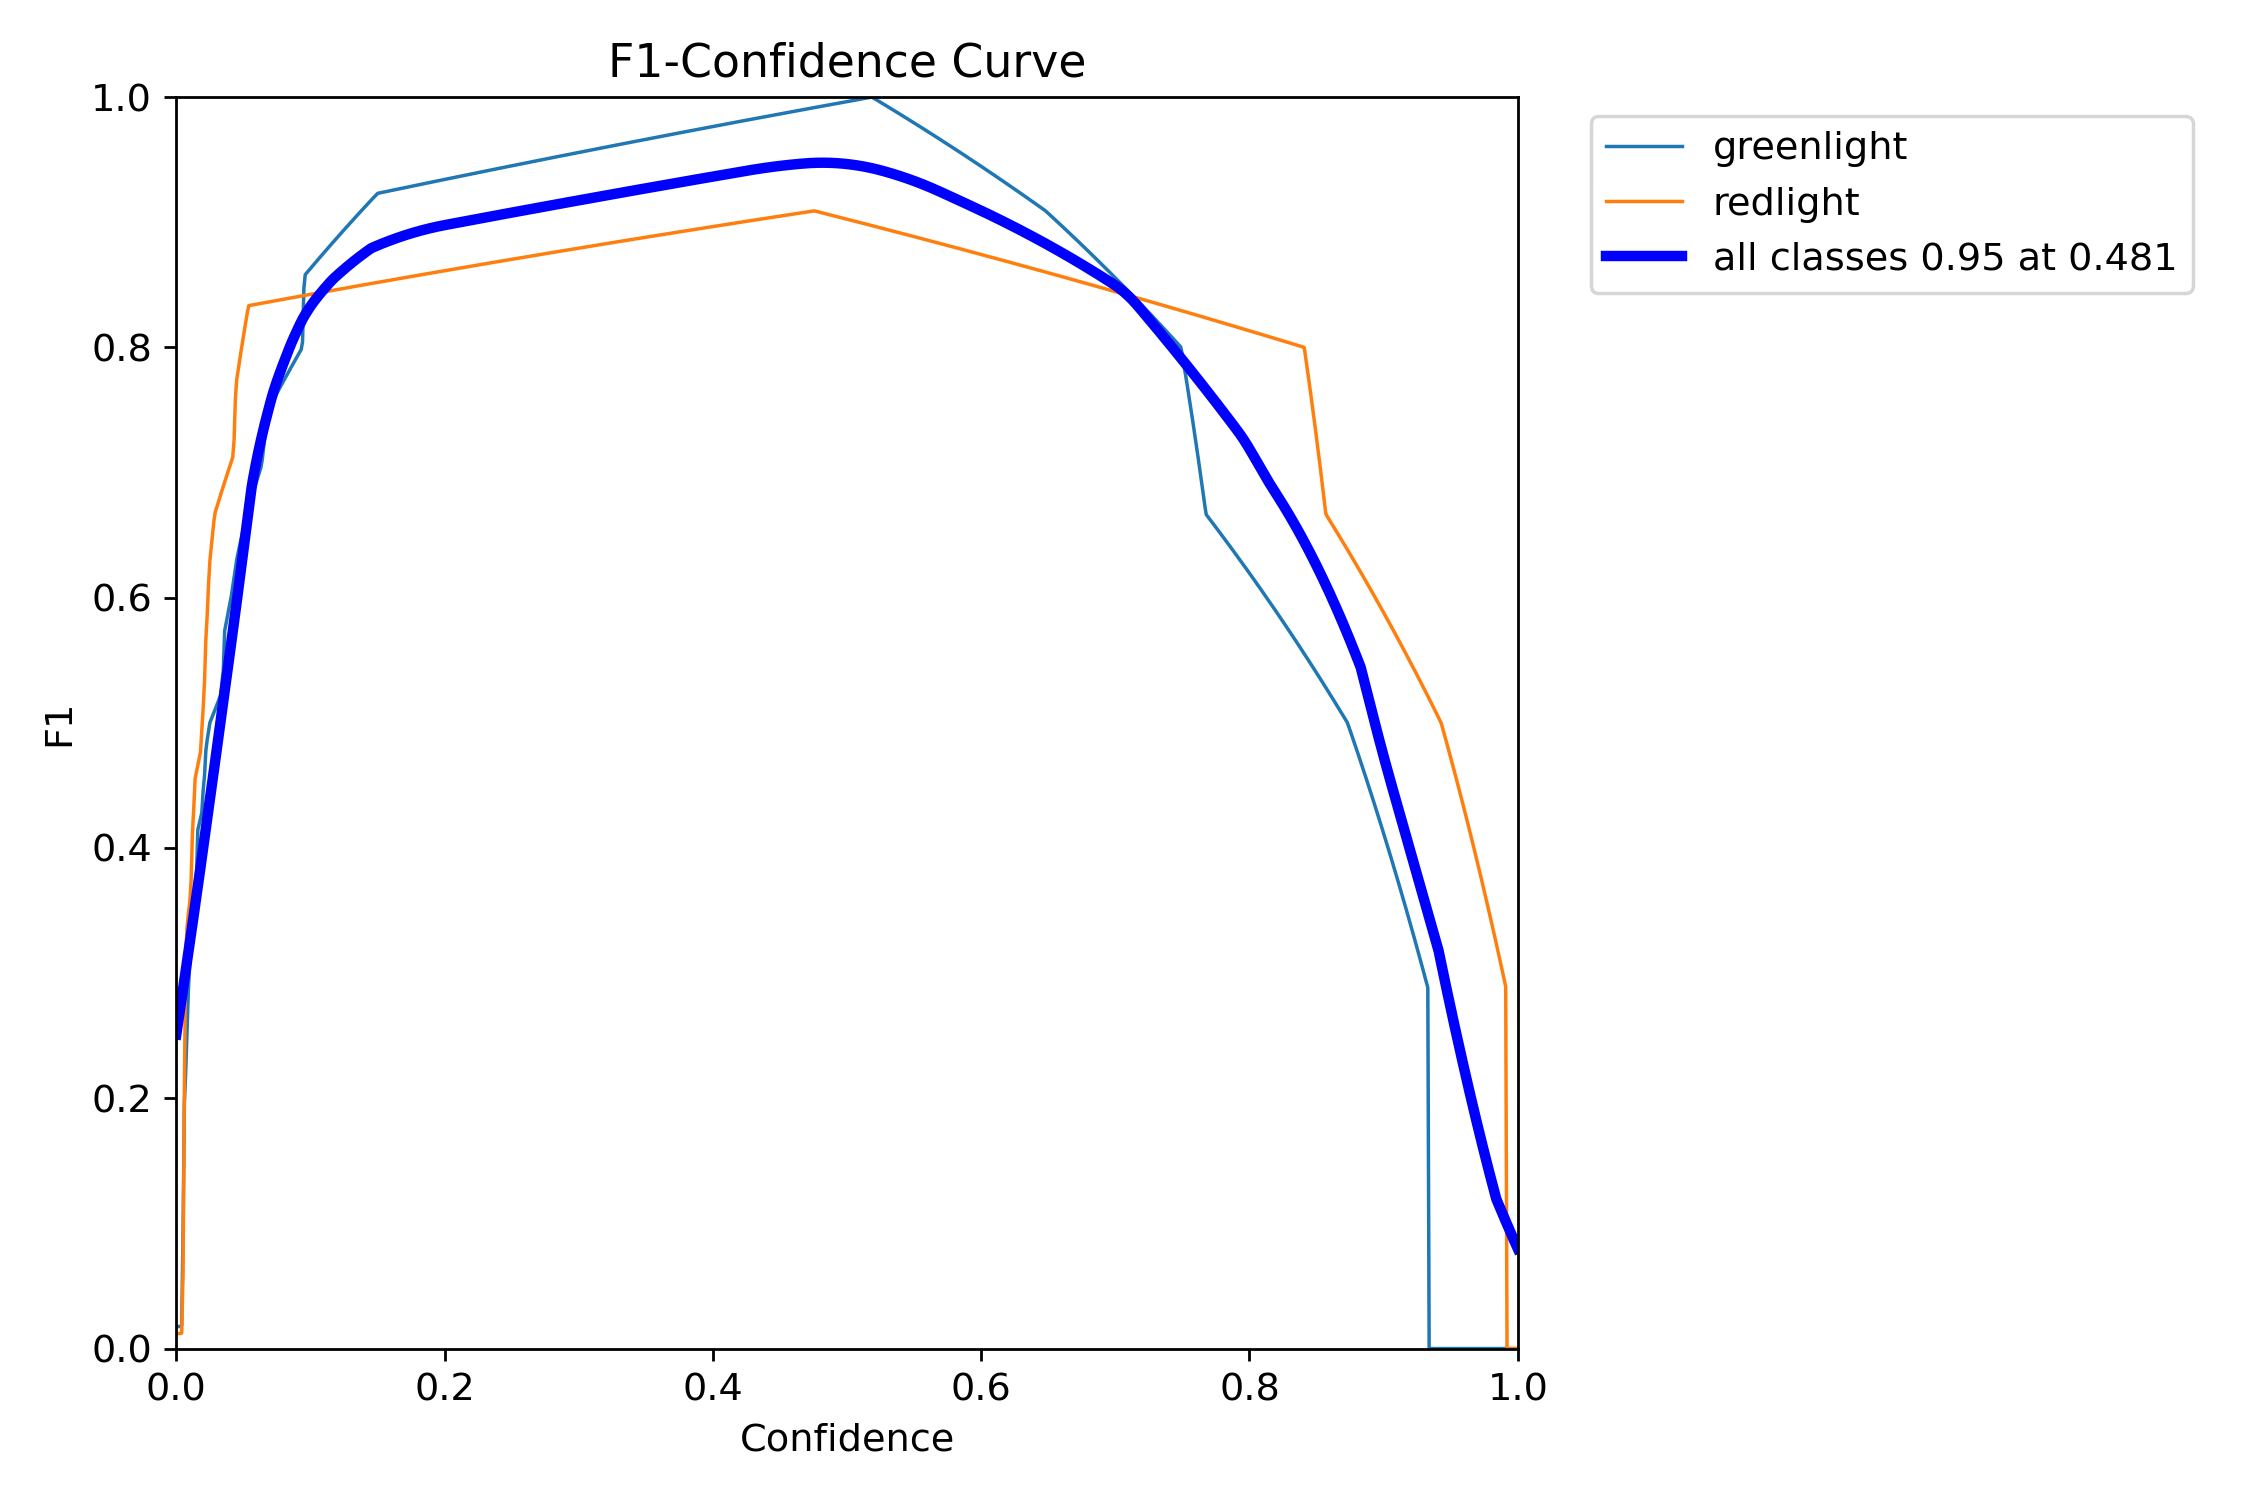 F1-Confidence Curve
1.0
0.8
0.6
0.4
0.2
0.0
F1
0.0 0.2 0.4 0.6 0.8 1.0
Confidence
greenlight
redlight
all classes 0.95 at 0.481